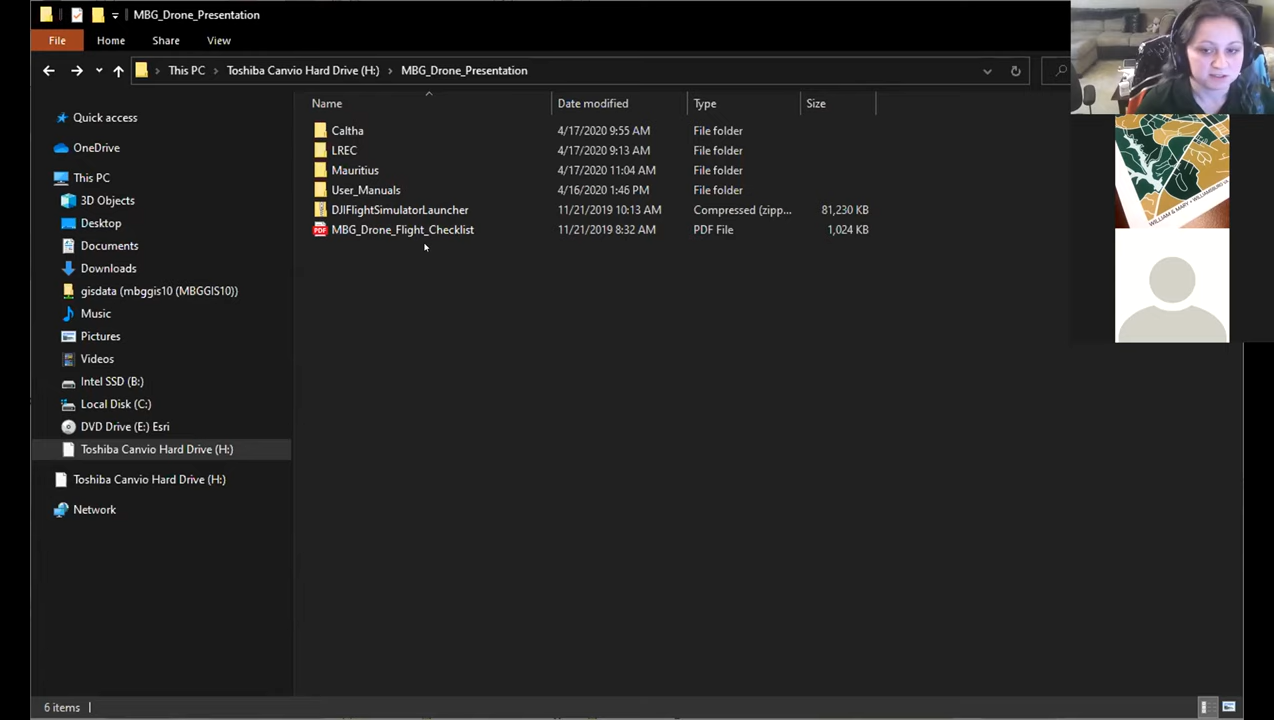 MBG_Drone_Presentation
File Home Share View
This PC Toshiba Canvio Hard Drive (H:) MBG_Drone_Presentation
Name Date modified Type Size
Caltha 4/17/2020 9:55 AM File folder
LREC 4/17/2020 9:13 AM File folder
Mauritius 4/17/2020 11:04 AM File folder
User_Manuals 4/16/2020 1:46 PM File folder
DJIFlightSimulatorLauncher 11/21/2019 10:13 AM Compressed (zipp... 81,230 KB
PDF MBG_Drone_Flight_Checklist 11/21/2019 8:32 AM PDF File 1,024 KB
Quick access
OneDrive
This PC
3D Objects
Desktop
Documents
Downloads
gisdata (mbggis10 (MBGGIS10))
Music
Pictures
Videos
Intel SSD (B:)
Local Disk (C:)
DVD Drive (E:) Esri
Toshiba Canvio Hard Drive (H:)
Toshiba Canvio Hard Drive (H:)
Network
6 items
WILLIAM & MARY • WILLIAMSBURG